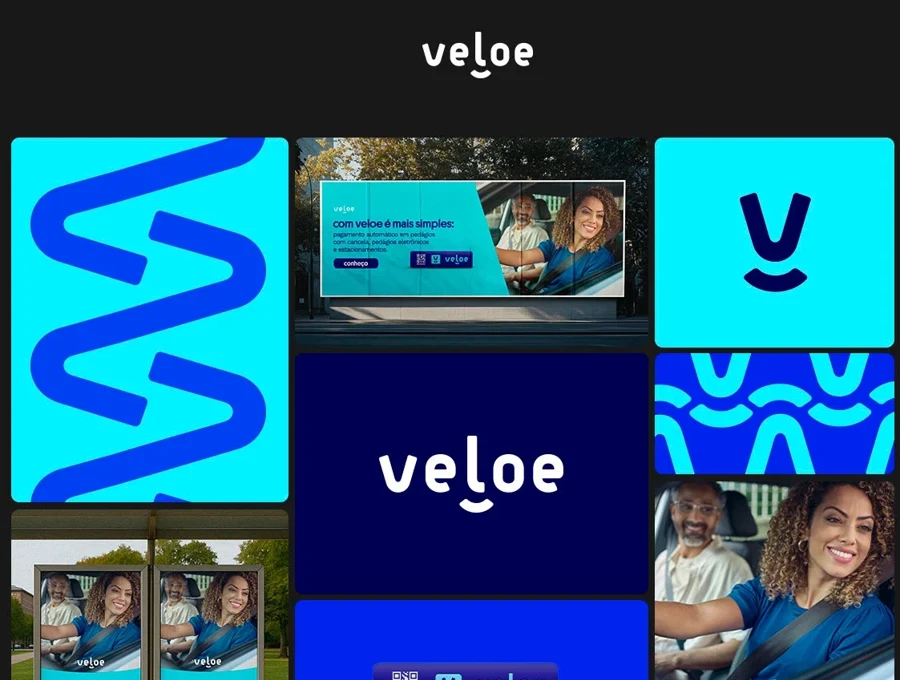 veloe
veloe
com veloe é mais simples:
pagamento automático em pedágios
com cancela, pedágios eletrônicos
e estacionamentos.
conheço
veloe
v
veloe
veloe
veloe